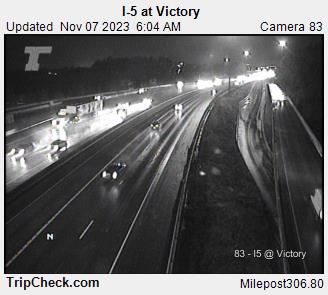 I-5 at Victory
Updated Nov 07 2023 6:04 AM Camera 83
T
N
83 - I5 @ Victory
TripCheck.com Milepost306.80